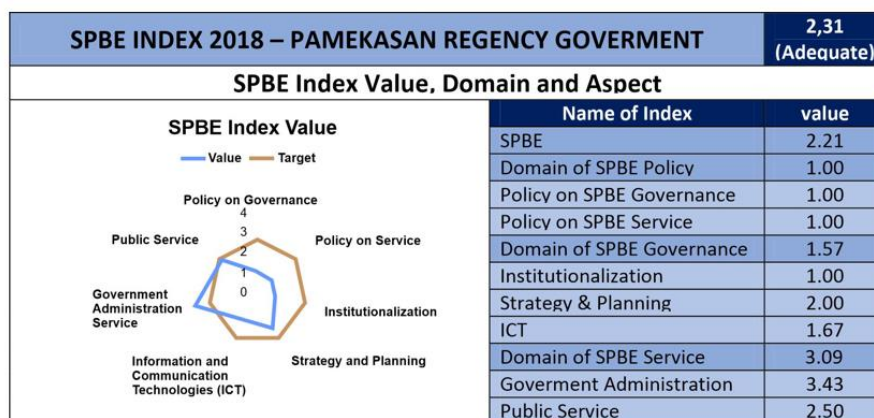 SPBE INDEX 2018 – PAMEKASAN REGENCY GOVERMENT
2,31
(Adequate)
SPBE Index Value, Domain and Aspect
SPBE Index Value
Value Target
Policy on Governance
4
3
2
1
0
Policy on Service
Institutionalization
Strategy and Planning
Information and
Communication
Technologies (ICT)
Government
Administration
Service
Public Service
Name of Index value
SPBE 2.21
Domain of SPBE Policy 1.00
Policy on SPBE Governance 1.00
Policy on SPBE Service 1.00
Domain of SPBE Governance 1.57
Institutionalization 1.00
Strategy & Planning 2.00
ICT 1.67
Domain of SPBE Service 3.09
Goverment Administration 3.43
Public Service 2.50